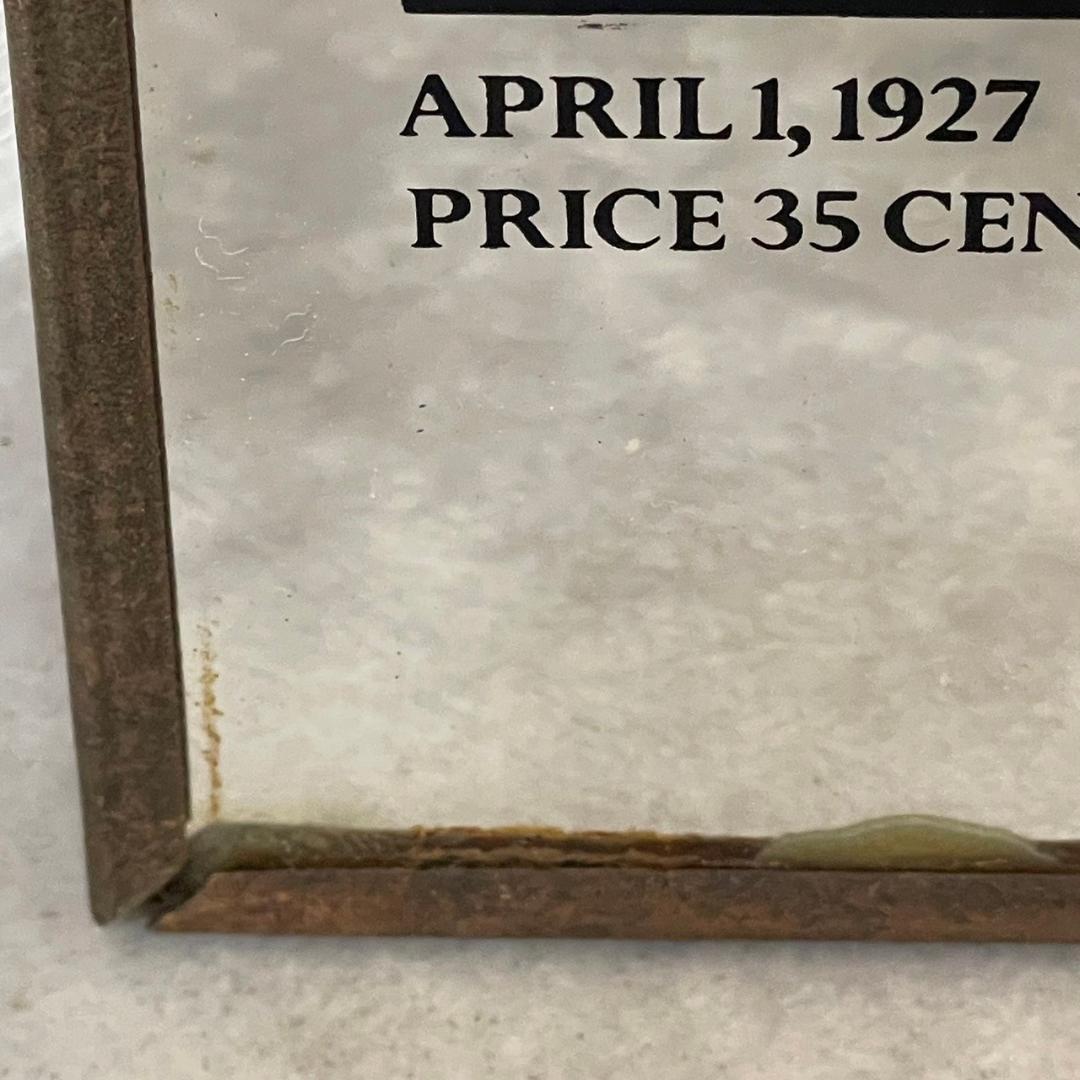 APRIL 1, 1927
PRICE 35 CEN